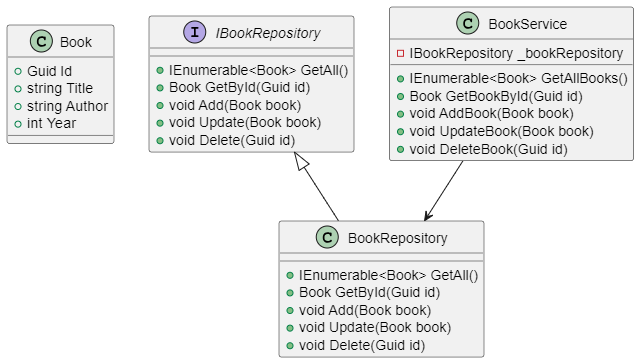 C Book
Guid Id
string Title
string Author
int Year
I IBookRepository
IEnumerable<Book> GetAll()
Book GetById(Guid id)
void Add(Book book)
void Update(Book book)
void Delete(Guid id)
C BookService
IBookRepository _bookRepository
IEnumerable<Book> GetAllBooks()
Book GetBookById(Guid id)
void AddBook(Book book)
void UpdateBook(Book book)
void DeleteBook(Guid id)
C BookRepository
IEnumerable<Book> GetAll()
Book GetById(Guid id)
void Add(Book book)
void Update(Book book)
void Delete(Guid id)